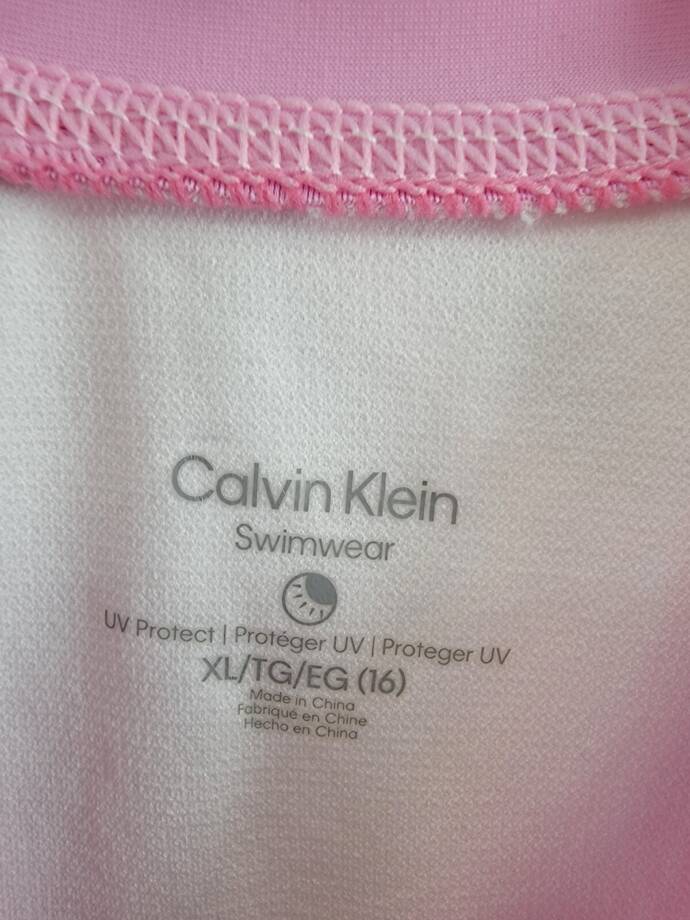 Calvin Klein
Swimwear
UV Protect | Protéger UV | Proteger UV
XL/TG/EG (16)
Made in China
Fabriqué en Chine
Hecho en China